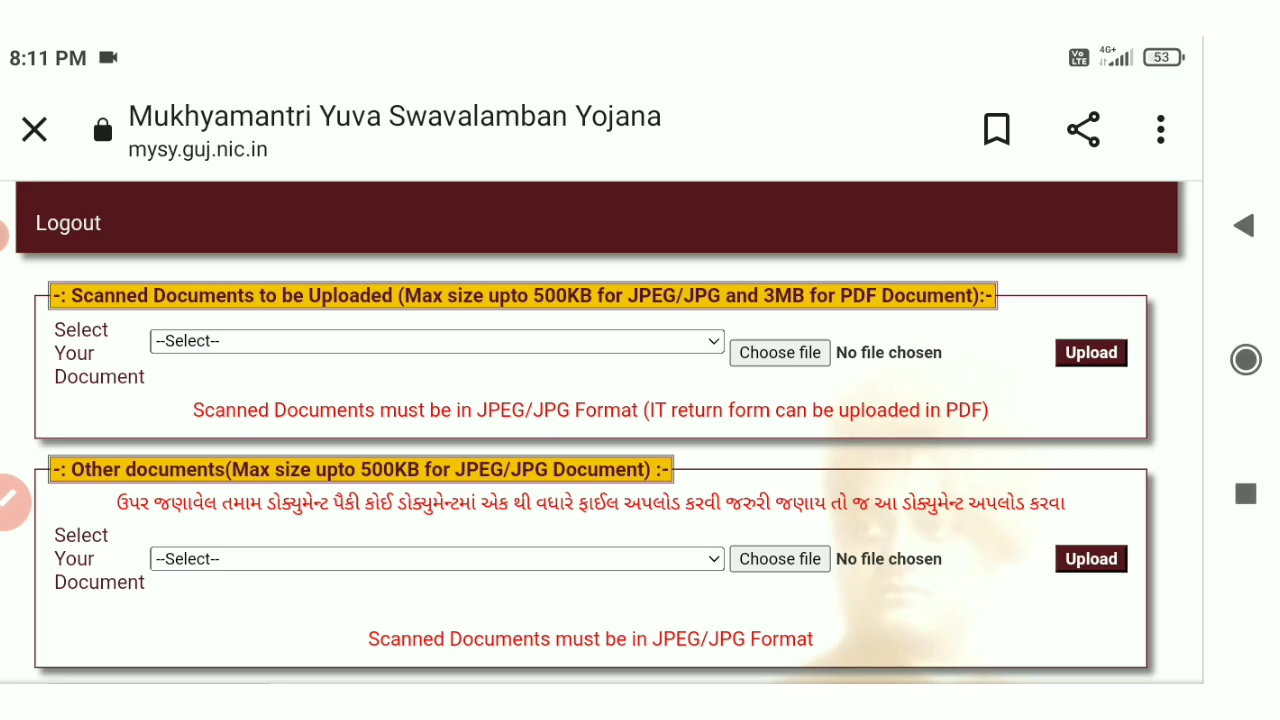 8:11 PM
Vo LTE 4G+ 53
Mukhyamantri Yuva Swavalamban Yojana
mysy.guj.nic.in
Logout
-: Scanned Documents to be Uploaded (Max size upto 500KB for JPEG/JPG and 3MB for PDF Document):-
Select Your Document
--Select--
Choose file No file chosen
Upload
Scanned Documents must be in JPEG/JPG Format (IT return form can be uploaded in PDF)
-: Other documents(Max size upto 500KB for JPEG/JPG Document) :-
ઉપર જણાવેલ તમામ ડોક્યુમેન્ટ પૈકી કોઈ ડોક્યુમેન્ટમાં એક થી વધારે ફાઈલ અપલોડ કરવી જરુરી જણાય તો જ આ ડોક્યુમેન્ટ અપલોડ કરવા
Select Your Document
--Select--
Choose file No file chosen
Upload
Scanned Documents must be in JPEG/JPG Format